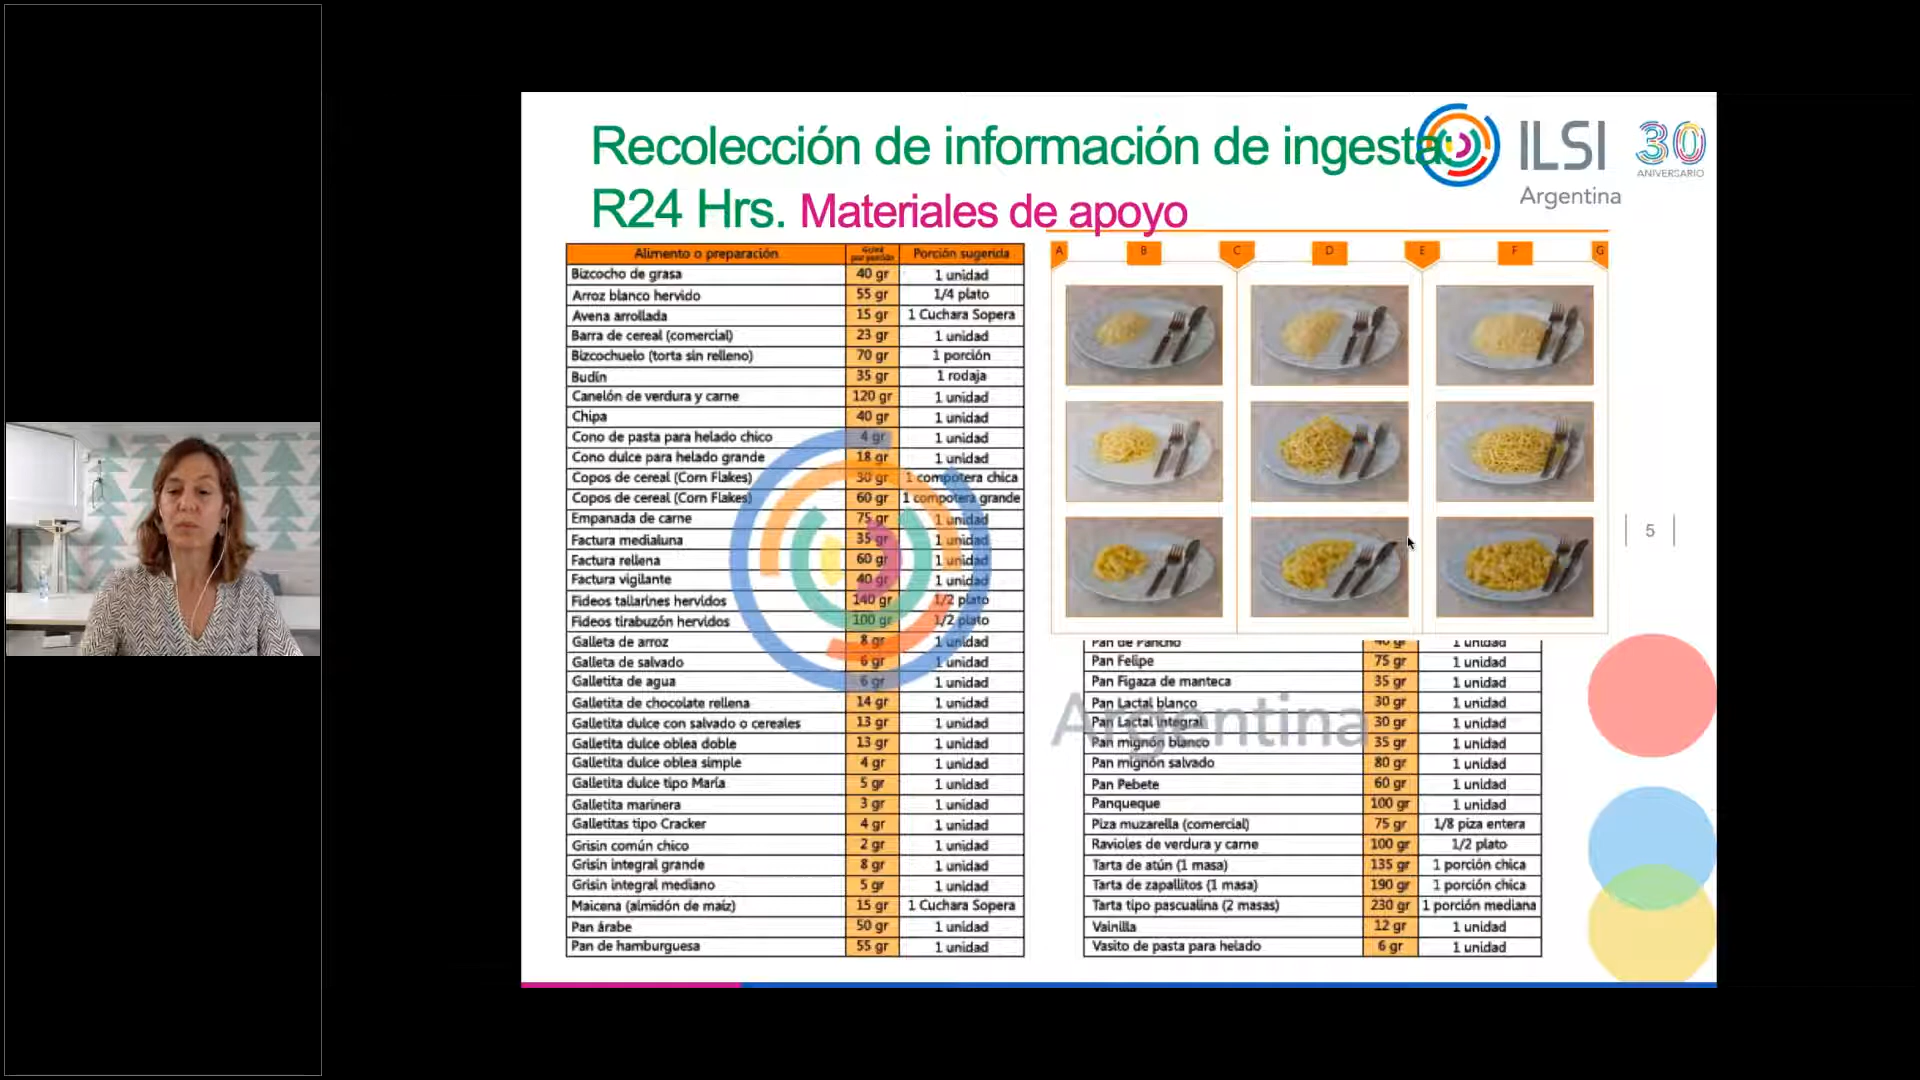 Recolección de información de ingesta:
R24 Hrs. Materiales de apoyo
ILSI
Argentina
30
ANIVERSARIO
Alimento o preparación Porción sugerida
Bizcocho de grasa 40 gr 1 unidad
Arroz blanco hervido 55 gr 1/4 plato
Avena arrollada 15 gr 1 Cuchara Sopera
Barra de cereal (comercial) 23 gr 1 unidad
Bizcochuelo (torta sin relleno) 70 gr 1 porción
Budín 35 gr 1 rodaja
Canelón de verdura y carne 120 gr 1 unidad
Chipa 40 gr 1 unidad
Cono de pasta para helado chico 4 gr 1 unidad
Cono dulce para helado grande 18 gr 1 unidad
Copos de cereal (Corn Flakes) 30 gr 1 compotera chica
Copos de cereal (Corn Flakes) 60 gr 1 compotera grande
Empanada de carne 75 gr 1 unidad
Factura medialuna 35 gr 1 unidad
Factura rellena 60 gr 1 unidad
Factura vigilante 40 gr 1 unidad
Fideos tallarines hervidos 140 gr 1/2 plato
Fideos tirabuzón hervidos 100 gr 1/2 plato
Galleta de arroz 8 gr 1 unidad
Galleta de salvado 6 gr 1 unidad
Galletita de agua 6 gr 1 unidad
Galletita de chocolate rellena 14 gr 1 unidad
Galletita dulce con salvado o cereales 13 gr 1 unidad
Galletita dulce oblea doble 13 gr 1 unidad
Galletita dulce oblea simple 4 gr 1 unidad
Galletita dulce tipo María 5 gr 1 unidad
Galletita marinera 3 gr 1 unidad
Galletitas tipo Cracker 4 gr 1 unidad
Grisin común chico 2 gr 1 unidad
Grisin integral grande 8 gr 1 unidad
Grisin integral mediano 5 gr 1 unidad
Maicena (almidón de maíz) 15 gr 1 Cuchara Sopera
Pan árabe 50 gr 1 unidad
Pan de hamburguesa 55 gr 1 unidad
A B C D E F G
Pan de Pancho 40 gr 1 unidad
Pan Felipe 75 gr 1 unidad
Pan Figaza de manteca 35 gr 1 unidad
Pan Lactal blanco 30 gr 1 unidad
Pan Lactal integral 30 gr 1 unidad
Pan mignón blanco 35 gr 1 unidad
Pan mignón salvado 80 gr 1 unidad
Pan Pebete 60 gr 1 unidad
Panqueque 100 gr 1 unidad
Piza muzarella (comercial) 75 gr 1/8 piza entera
Ravioles de verdura y carne 100 gr 1/2 plato
Tarta de atún (1 masa) 135 gr 1 porción chica
Tarta de zapallitos (1 masa) 190 gr 1 porción chica
Tarta tipo pascualina (2 masas) 230 gr 1 porción mediana
Vainilla 12 gr 1 unidad
Vasito de pasta para helado 6 gr 1 unidad
Argentina
5